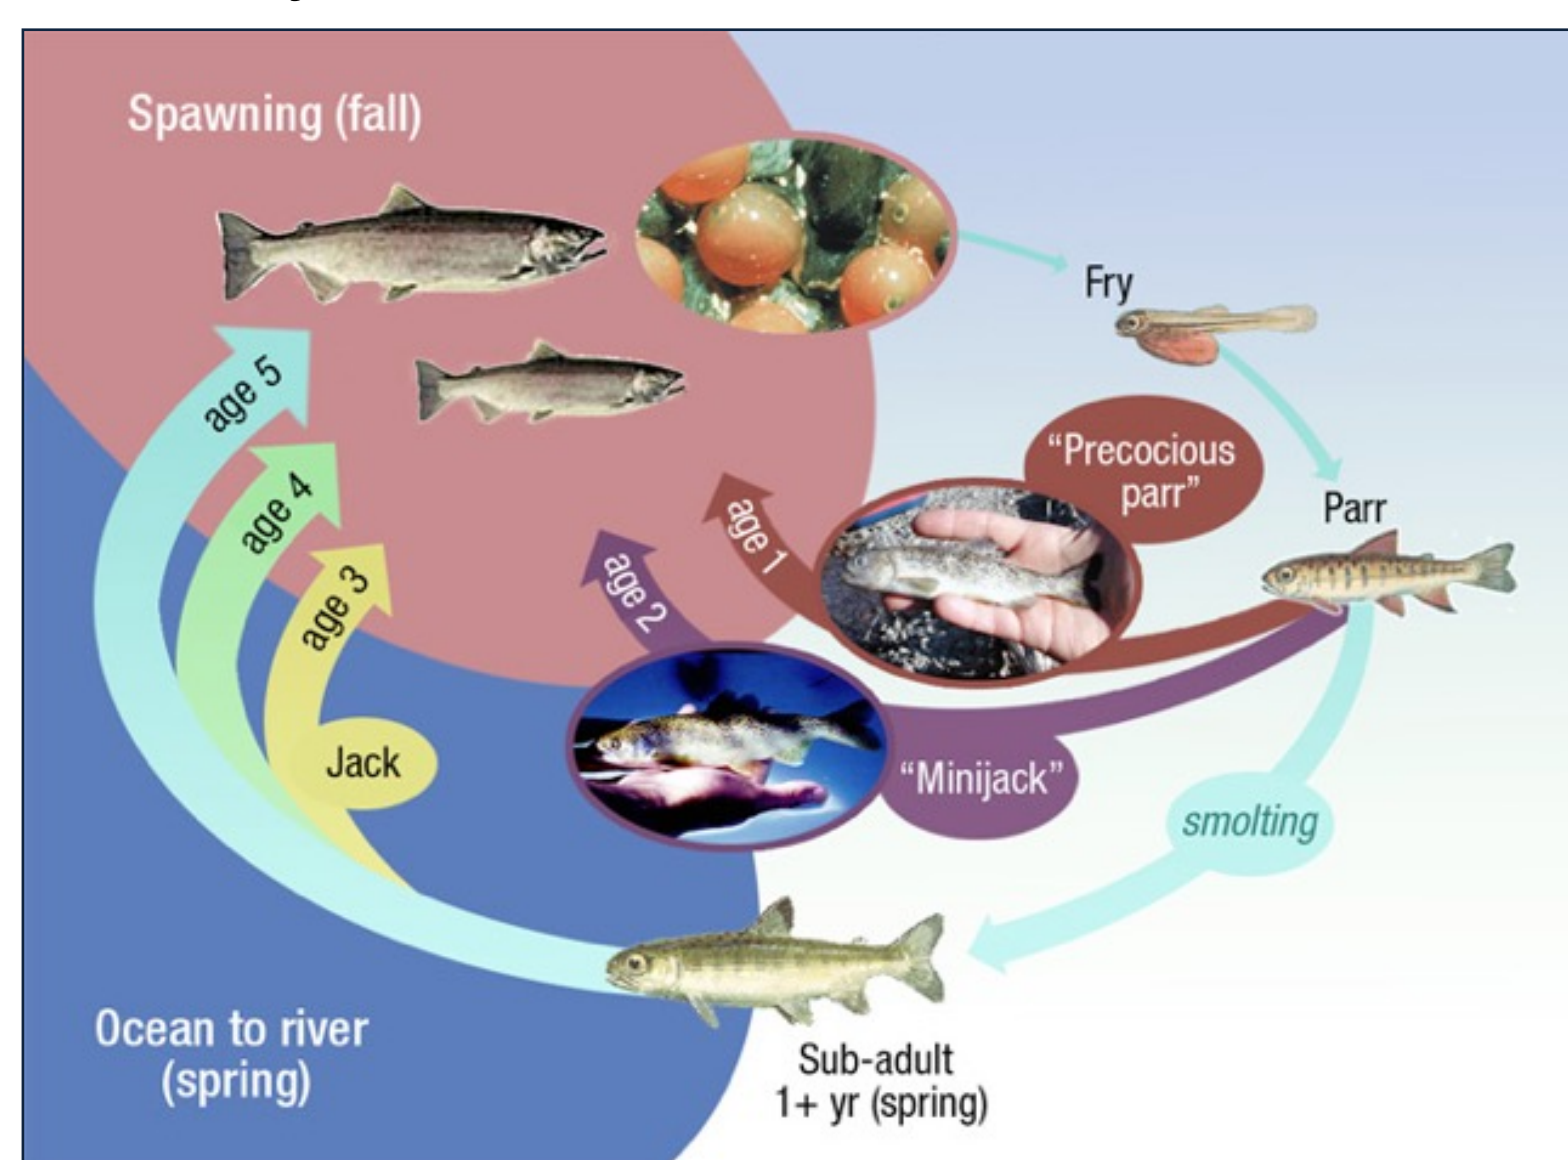 Spawning (fall)
Fry
“Precocious
parr”
Parr
age 5
age 4
age 3
age 2
age 1
Jack
“Minijack”
smolting
Ocean to river
(spring)
Sub-adult
1+ yr (spring)